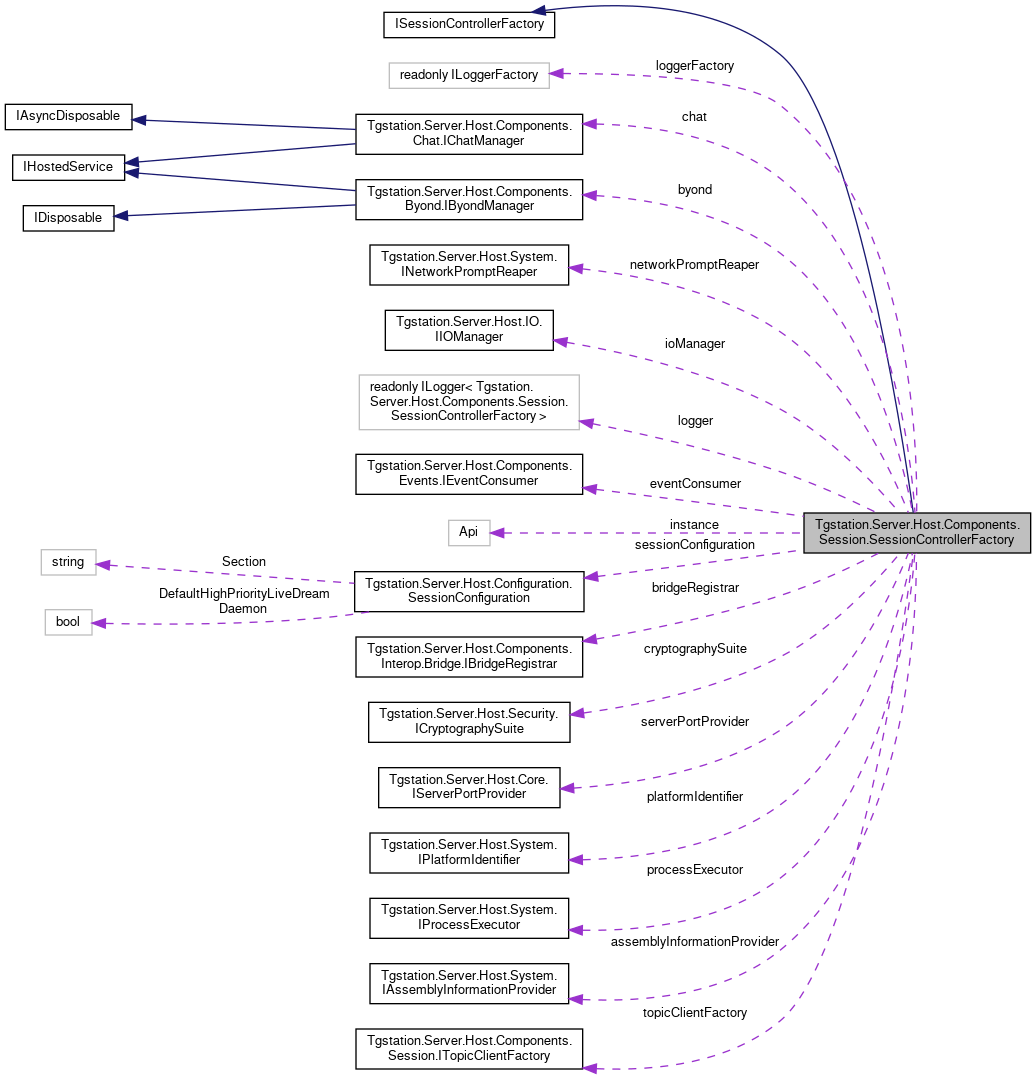 ISessionControllerFactory
loggerFactory
readonly ILoggerFactory
IAsyncDisposable
chat
Tgstation.Server.Host.Components.
Chat.IChatManager
IHostedService
byond
Tgstation.Server.Host.Components.
Byond.IByondManager
IDisposable
networkPromptReaper
Tgstation.Server.Host.System.
INetworkPromptReaper
Tgstation.Server.Host.IO.
IIOManager
ioManager
readonly ILogger< Tgstation.
Server.Host.Components.Session.
SessionControllerFactory >
logger
Tgstation.Server.Host.Components.
Events.IEventConsumer
eventConsumer
Api
instance
Tgstation.Server.Host.Components.
Session.SessionControllerFactory
sessionConfiguration
string
Section
Tgstation.Server.Host.Configuration.
SessionConfiguration
bridgeRegistrar
DefaultHighPriorityLiveDream
Daemon
bool
Tgstation.Server.Host.Components.
Interop.Bridge.IBridgeRegistrar
cryptographySuite
Tgstation.Server.Host.Security.
ICryptographySuite
serverPortProvider
Tgstation.Server.Host.Core.
IServerPortProvider
platformIdentifier
Tgstation.Server.Host.System.
IPlatformIdentifier
processExecutor
Tgstation.Server.Host.System.
IProcessExecutor
assemblyInformationProvider
Tgstation.Server.Host.System.
IAssemblyInformationProvider
topicClientFactory
Tgstation.Server.Host.Components.
Session.ITopicClientFactory